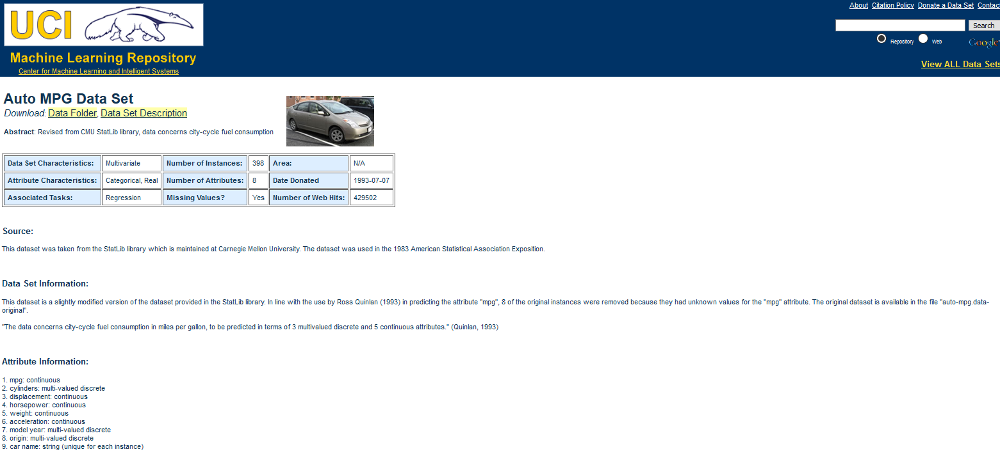 About Citation Policy Donate a Data Set Contact
UCI
Search
Repository Web Google
Machine Learning Repository
View ALL Data Sets
Center for Machine Learning and Intelligent Systems
Auto MPG Data Set
Download: Data Folder, Data Set Description
Abstract: Revised from CMU StatLib library, data concerns city-cycle fuel consumption
Data Set Characteristics: Multivariate Number of Instances: 398 Area: N/A
Attribute Characteristics: Categorical, Real Number of Attributes: 8 Date Donated 1993-07-07
Associated Tasks: Regression Missing Values? Yes Number of Web Hits: 429502
Source:
This dataset was taken from the StatLib library which is maintained at Carnegie Mellon University. The dataset was used in the 1983 American Statistical Association Exposition.
Data Set Information:
This dataset is a slightly modified version of the dataset provided in the StatLib library. In line with the use by Ross Quinlan (1993) in predicting the attribute "mpg", 8 of the original instances were removed because they had unknown values for the "mpg" attribute. The original dataset is available in the file "auto-mpg.data-
original".
"The data concerns city-cycle fuel consumption in miles per gallon, to be predicted in terms of 3 multivalued discrete and 5 continuous attributes." (Quinlan, 1993)
Attribute Information:
1. mpg: continuous
2. cylinders: multi-valued discrete
3. displacement: continuous
4. horsepower: continuous
5. weight: continuous
6. acceleration: continuous
7. model year: multi-valued discrete
8. origin: multi-valued discrete
9. car name: string (unique for each instance)